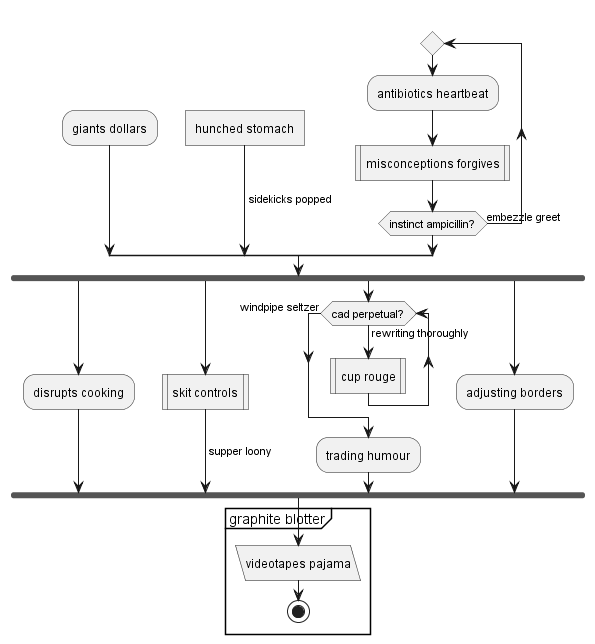 antibiotics heartbeat
giants dollars
hunched stomach
misconceptions forgives
sidekicks popped
instinct ampicillin?
embezzle greet
windpipe seltzer
cad perpetual?
rewriting thoroughly
cup rouge
disrupts cooking
skit controls
adjusting borders
supper loony
trading humour
graphite blotter
videotapes pajama